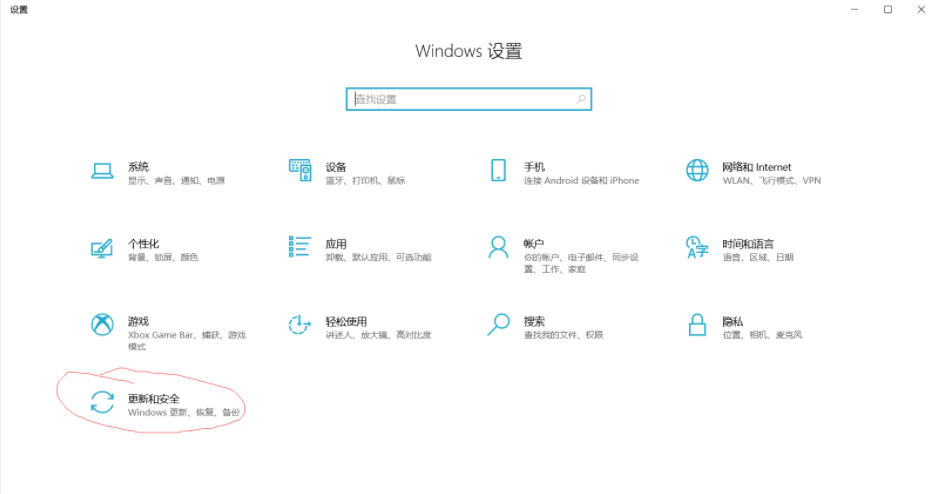 设置
Windows 设置
查找设置
系统
显示、声音、通知、电源
设备
蓝牙、打印机、鼠标
手机
连接 Android 设备和 iPhone
网络和 Internet
WLAN、飞行模式、VPN
个性化
背景、锁屏、颜色
应用
卸载、默认应用、可选功能
帐户
你的帐户、电子邮件、同步设
置、工作、家庭
时间和语言
语音、区域、日期
游戏
Xbox Game Bar、捕获、游戏
模式
轻松使用
讲述人、放大镜、高对比度
搜索
查找我的文件、权限
隐私
位置、相机、麦克风
更新和安全
Windows 更新、恢复、备份